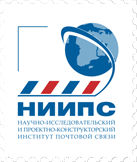 НИИПС
НАУЧНО-ИССЛЕДОВАТЕЛЬСКИЙ
И ПРОЕКТНО-КОНСТРУКТОРСКИЙ
ИНСТИТУТ ПОЧТОВОЙ СВЯЗИ